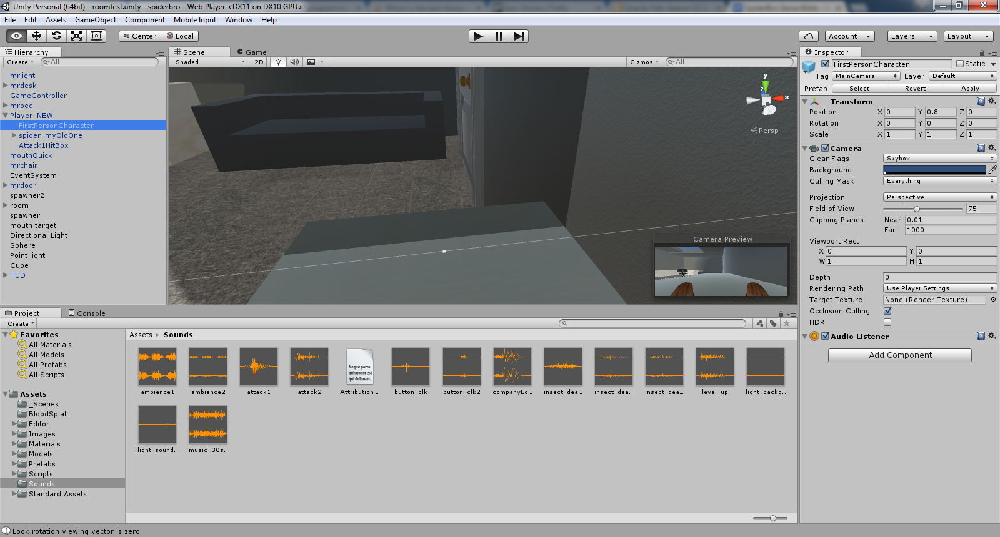 Unity Personal (64bit) - roomtest.unity - spiderbro - Web Player <DX11 on DX10 GPU>
File Edit Assets GameObject Component Mobile Input Window Help
Center Local Account Layers Layout
Hierarchy
Create All
mrlight
mrdesk
GameController
mrbed
Player_NEW
FirstPersonCharacter
spider_myOldOne
Attack1HitBox
mouthQuick
mrchair
EventSystem
mrdoor
spawner2
room
spawner
mouth target
Directional Light
Sphere
Point light
Cube
HUD
Scene Game
Shaded 2D Gizmos All
y
z
x
Persp
Camera Preview
Inspector
FirstPersonCharacter Static
Tag MainCamera Layer Default
Prefab Select Revert Apply
Transform
Position X 0 Y 0.8 Z 0
Rotation X 0 Y 0 Z 0
Scale X 1 Y 1 Z 1
Camera
Clear Flags Skybox
Background
Culling Mask Everything
Projection Perspective
Field of View 75
Clipping Planes Near 0.01
Far 1000
Viewport Rect
X 0 Y 0
W 1 H 1
Depth 0
Rendering Path Use Player Settings
Target Texture None (Render Texture)
Occlusion Culling
HDR
Audio Listener
Add Component
Project Console
Create
Favorites
All Materials
All Models
All Prefabs
All Scripts
Assets
_Scenes
BloodSplat
Editor
Images
Materials
Models
Prefabs
Scripts
Sounds
Standard Assets
Assets Sounds
Neque porro
quisquam est
qui dolorem.
ambience1 ambience2 attack1 attack2 Attribution ... button_clk button_clk2 companyLo... insect_dea... insect_dea... insect_dea... level_up light_backg...
light_sound... music_30s...
Look rotation viewing vector is zero